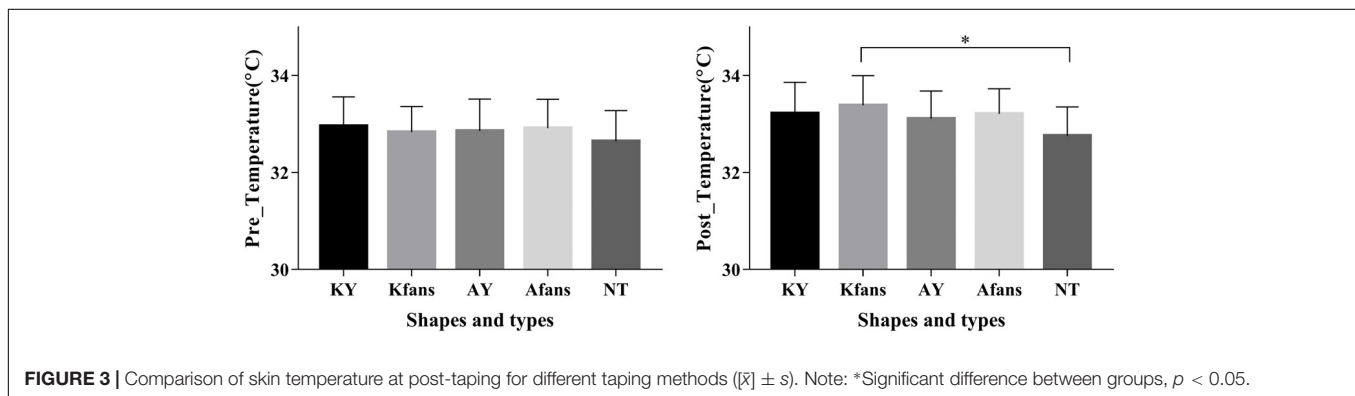 Pre_Temperature(°C)
34
32
30
KY Kfans AY Afans NT
Shapes and types
Post_Temperature(°C)
34
32
30
*
KY Kfans AY Afans NT
Shapes and types
FIGURE 3 | Comparison of skin temperature at post-taping for different taping methods ([x̄] ± s). Note: *Significant difference between groups, p < 0.05.